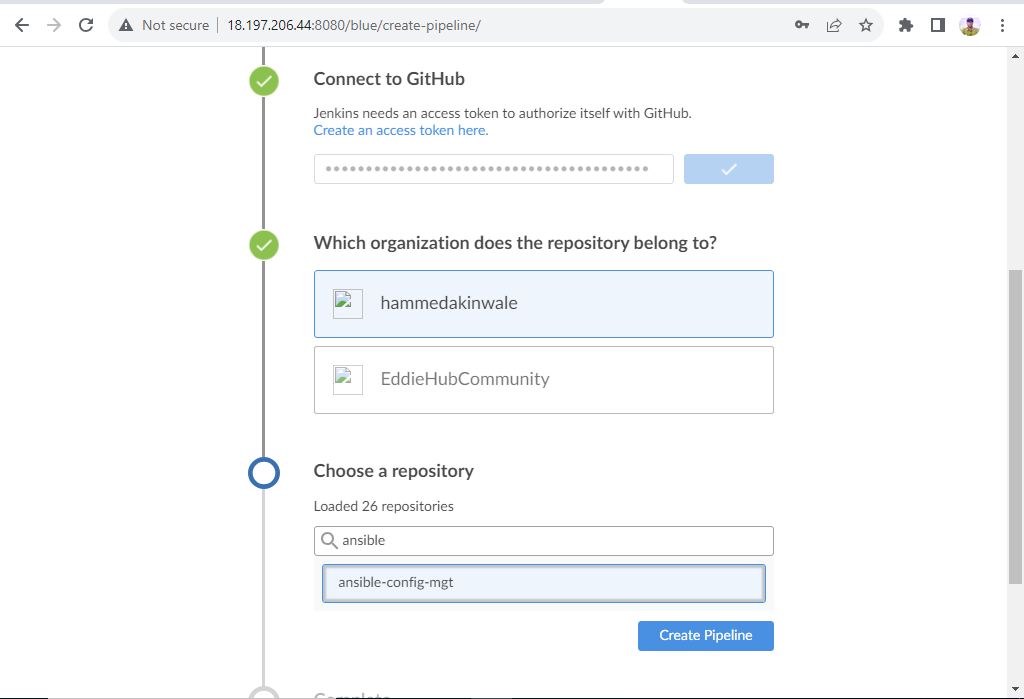 Not secure
18.197.206.44:8080/blue/create-pipeline/
Connect to GitHub
Jenkins needs an access token to authorize itself with GitHub.
Create an access token here.
••••••••••••••••••••••••••••••••••••••••
Which organization does the repository belong to?
hammedakinwale
EddieHubCommunity
Choose a repository
Loaded 26 repositories
ansible
ansible-config-mgt
Create Pipeline
Complete